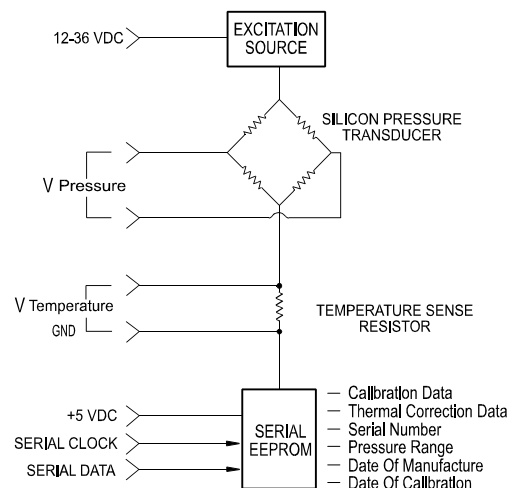 12-36 VDC
EXCITATION
SOURCE
SILICON PRESSURE
TRANSDUCER
V Pressure
V Temperature
GND
TEMPERATURE SENSE
RESISTOR
+5 VDC
SERIAL CLOCK
SERIAL DATA
SERIAL
EEPROM
— Calibration Data
— Thermal Correction Data
— Serial Number
— Pressure Range
— Date Of Manufacture
— Date Of Calibration